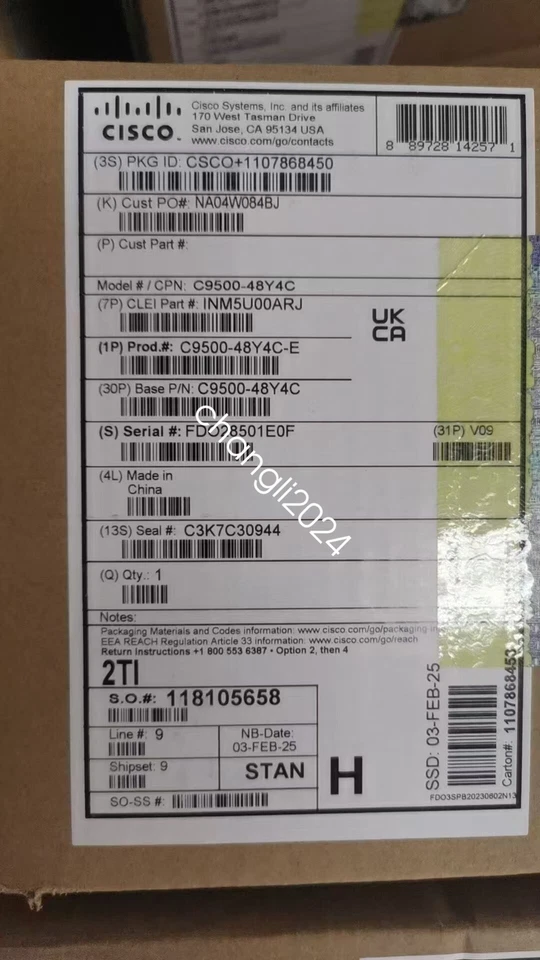 CISCO
Cisco Systems, Inc. and its affiliates
170 West Tasman Drive
San Jose, CA 95134 USA
www.cisco.com/go/contacts
8 89728 14257 1
(3S) PKG ID: CSCO+1107868450
(K) Cust PO#: NA04W084BJ
(P) Cust Part #:
Model # / CPN: C9500-48Y4C
(7P) CLEI Part #: INM5U00ARJ
UK
CA
(1P) Prod.#: C9500-48Y4C-E
(30P) Base P/N: C9500-48Y4C
(S) Serial #: FDO28501E0F
(31P) V09
changli2024
(4L) Made in
China
(13S) Seal #: C3K7C30944
(Q) Qty.: 1
Notes:
Packaging Materials and Codes information: www.cisco.com/go/packaging
EEA REACH Regulation Article 33 information: www.cisco.com/go/reach
Return Instructions +1 800 553 6387 • Option 2, then 4
2TI
S.O.#: 118105658
Line #: 9
NB-Date:
03-FEB-25
Shipset: 9
STAN
H
SO-SS #:
SSD: 03-FEB-25
Carton#: 1107868450
FDO3SPB20230602N13